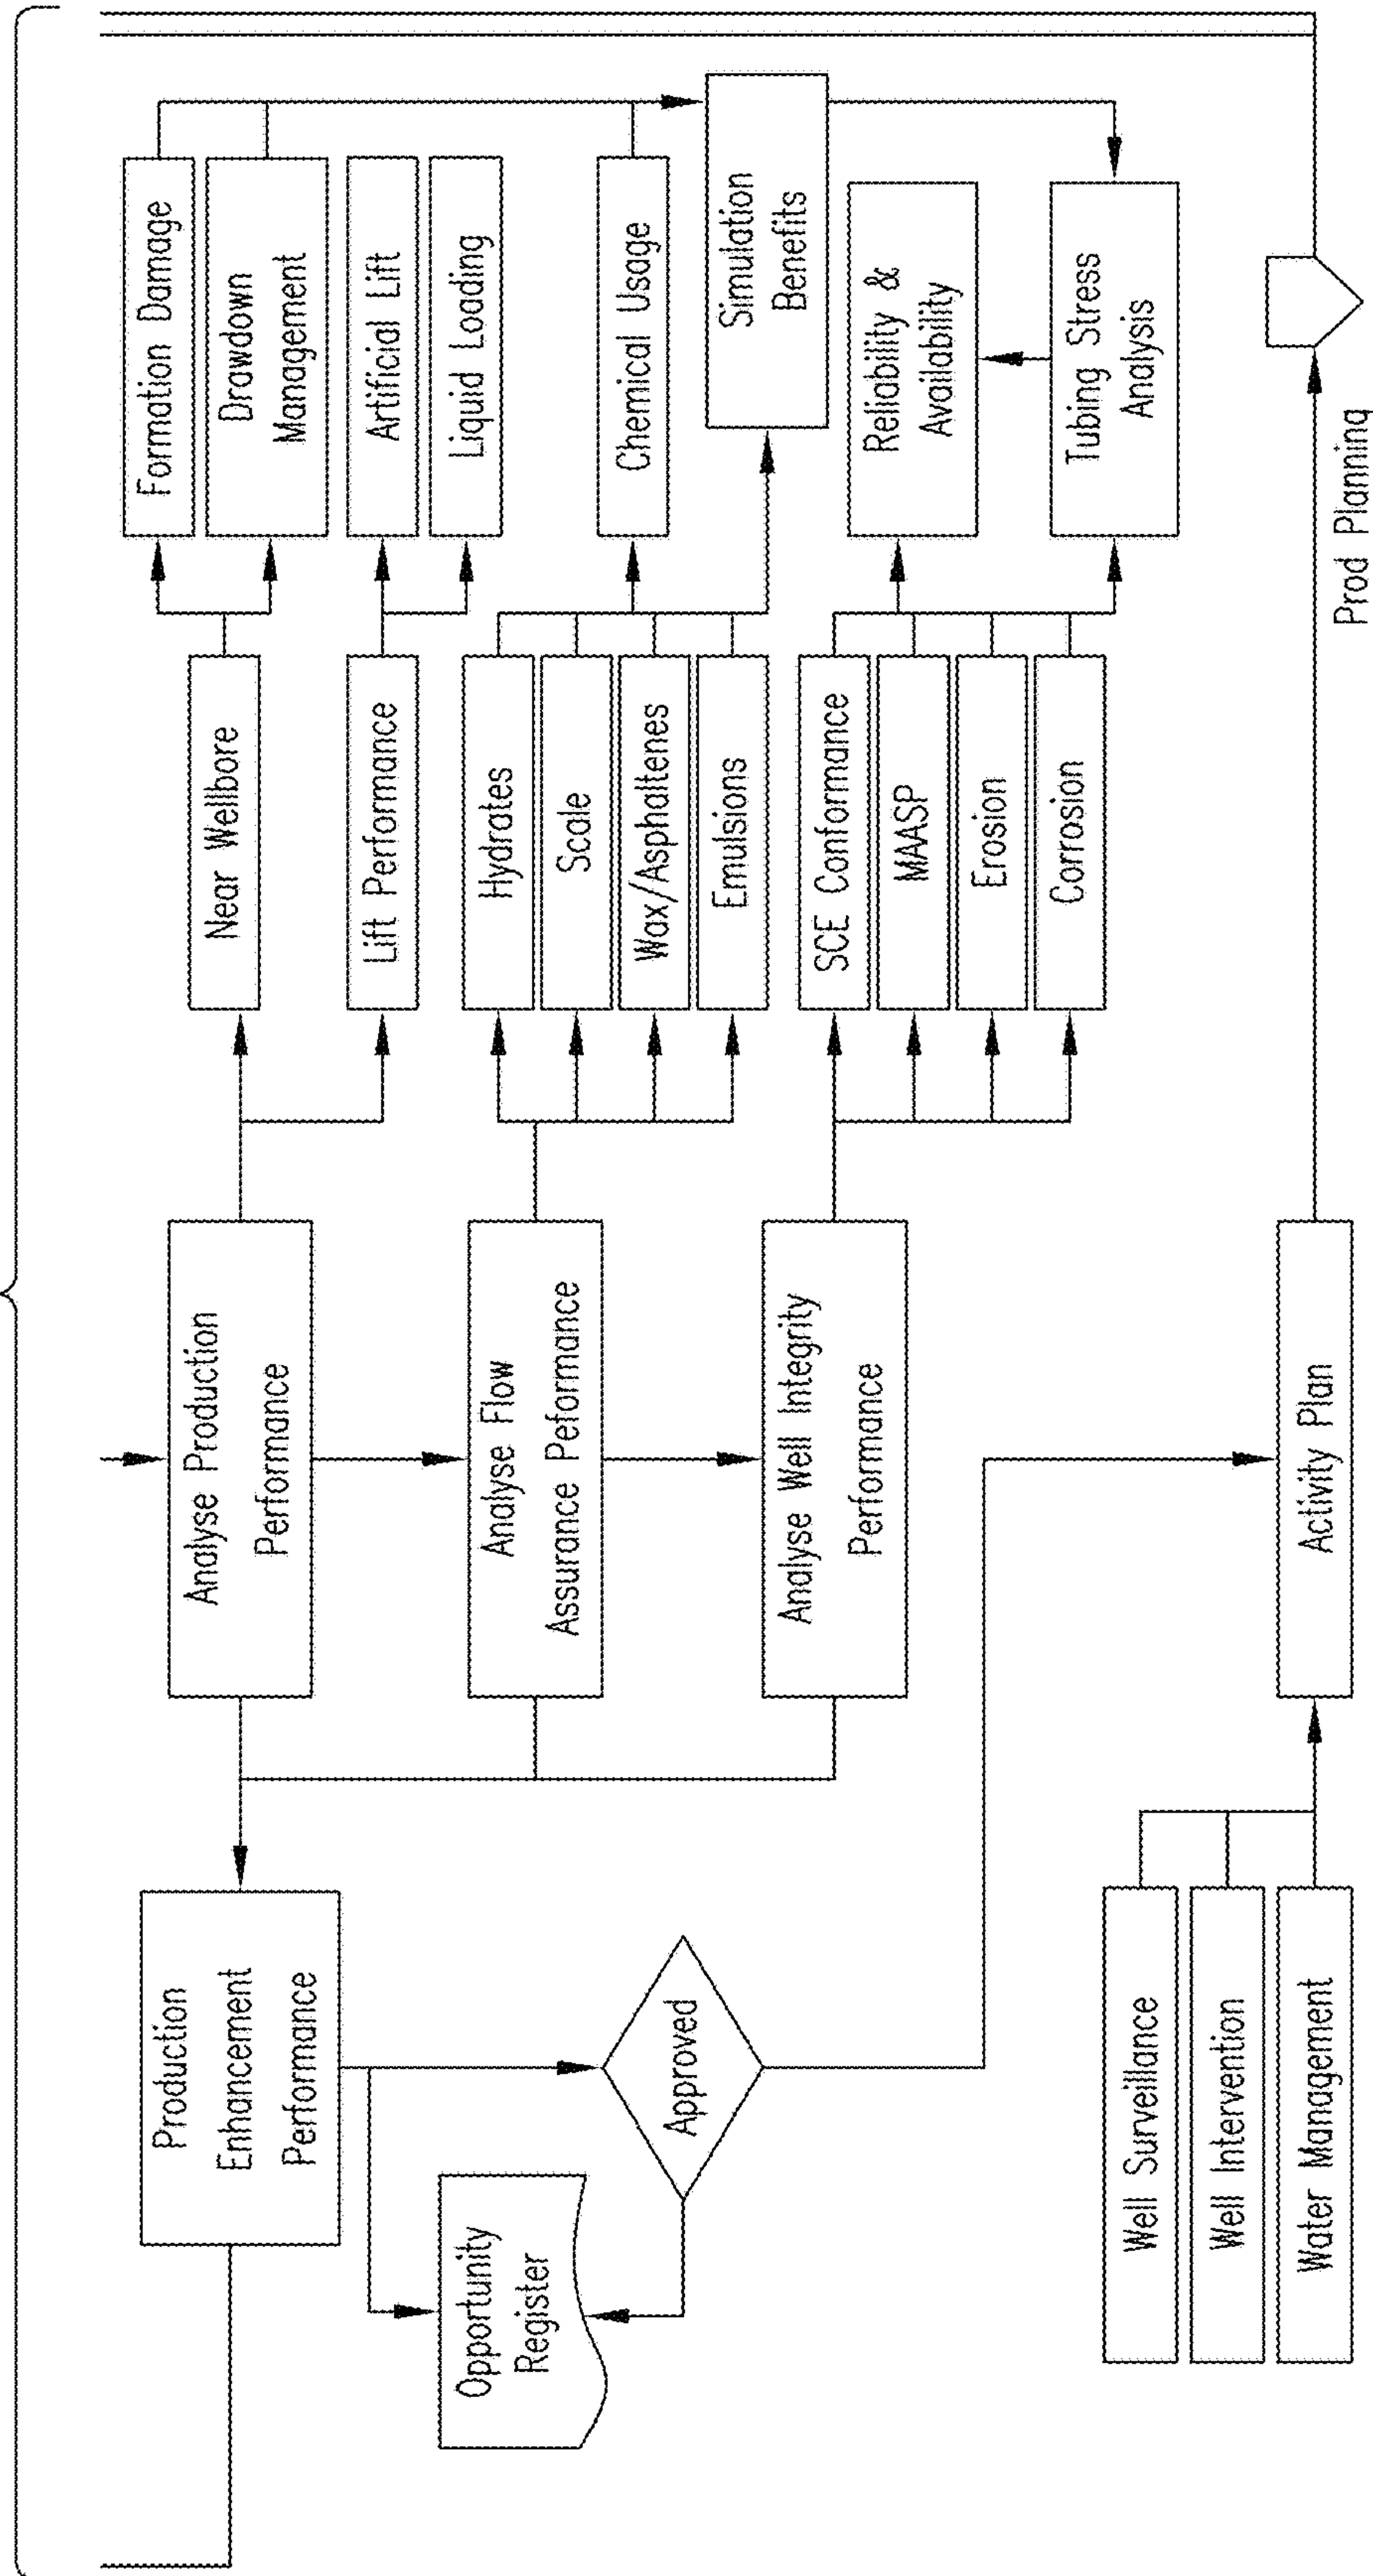 Production
Enhancement
Performance
Opportunity
Register
Approved
Well Surveillance
Well Intervention
Water Management
Analyse Production
Performance
Analyse Flow
Assurance Peformance
Analyse Well Integrity
Performance
Activity Plan
Near Wellbore
Lift Performance
Hydrates
Scale
Wax/Asphaltenes
Emulsions
SCE Conformance
MAASP
Erosion
Corrosion
Formation Damage
Drawdown
Management
Artificial Lift
Liquid Loading
Chemical Usage
Simulation
Benefits
Reliability &
Availability
Tubing Stress
Analysis
Prod Planning